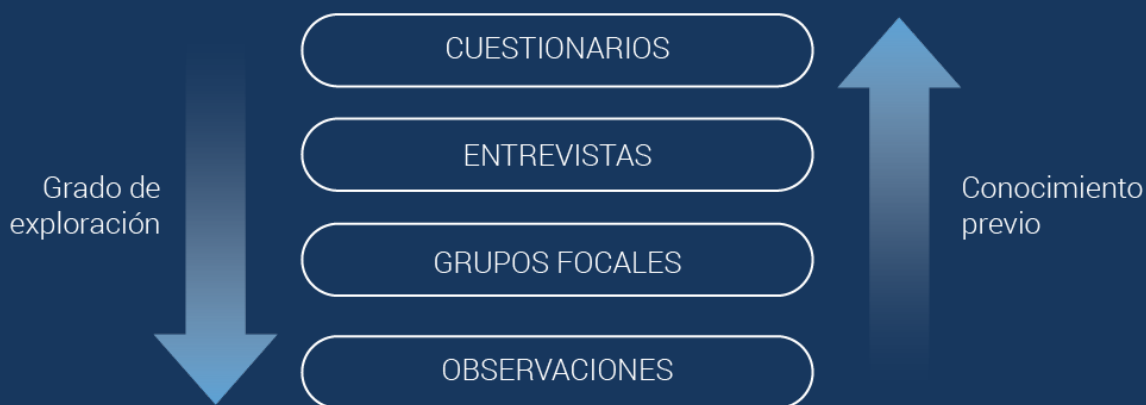 CUESTIONARIOS
ENTREVISTAS
Grado de
exploración
Conocimiento
previo
GRUPOS FOCALES
OBSERVACIONES